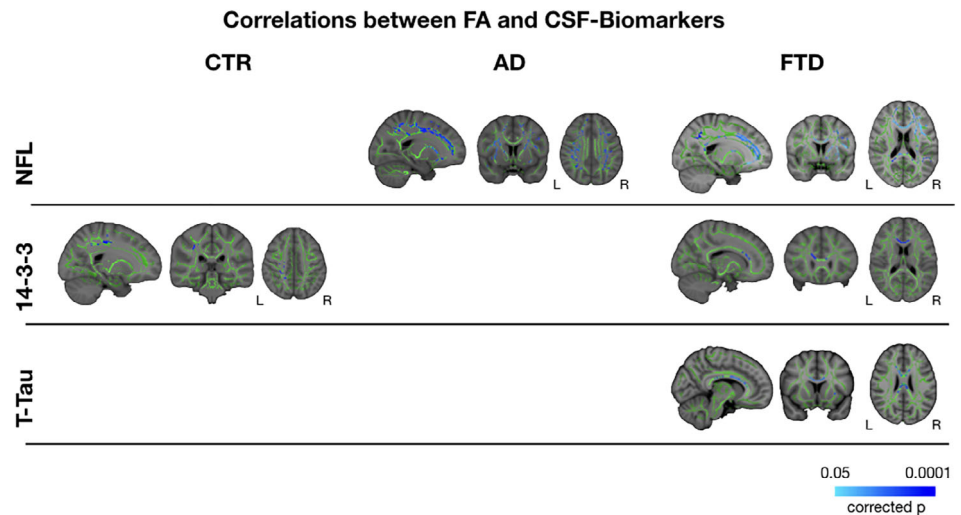 Correlations between FA and CSF-Biomarkers
CTR AD FTD
NFL
L R L R
14-3-3
L R L R
T-Tau
L R
0.05 0.0001
corrected p